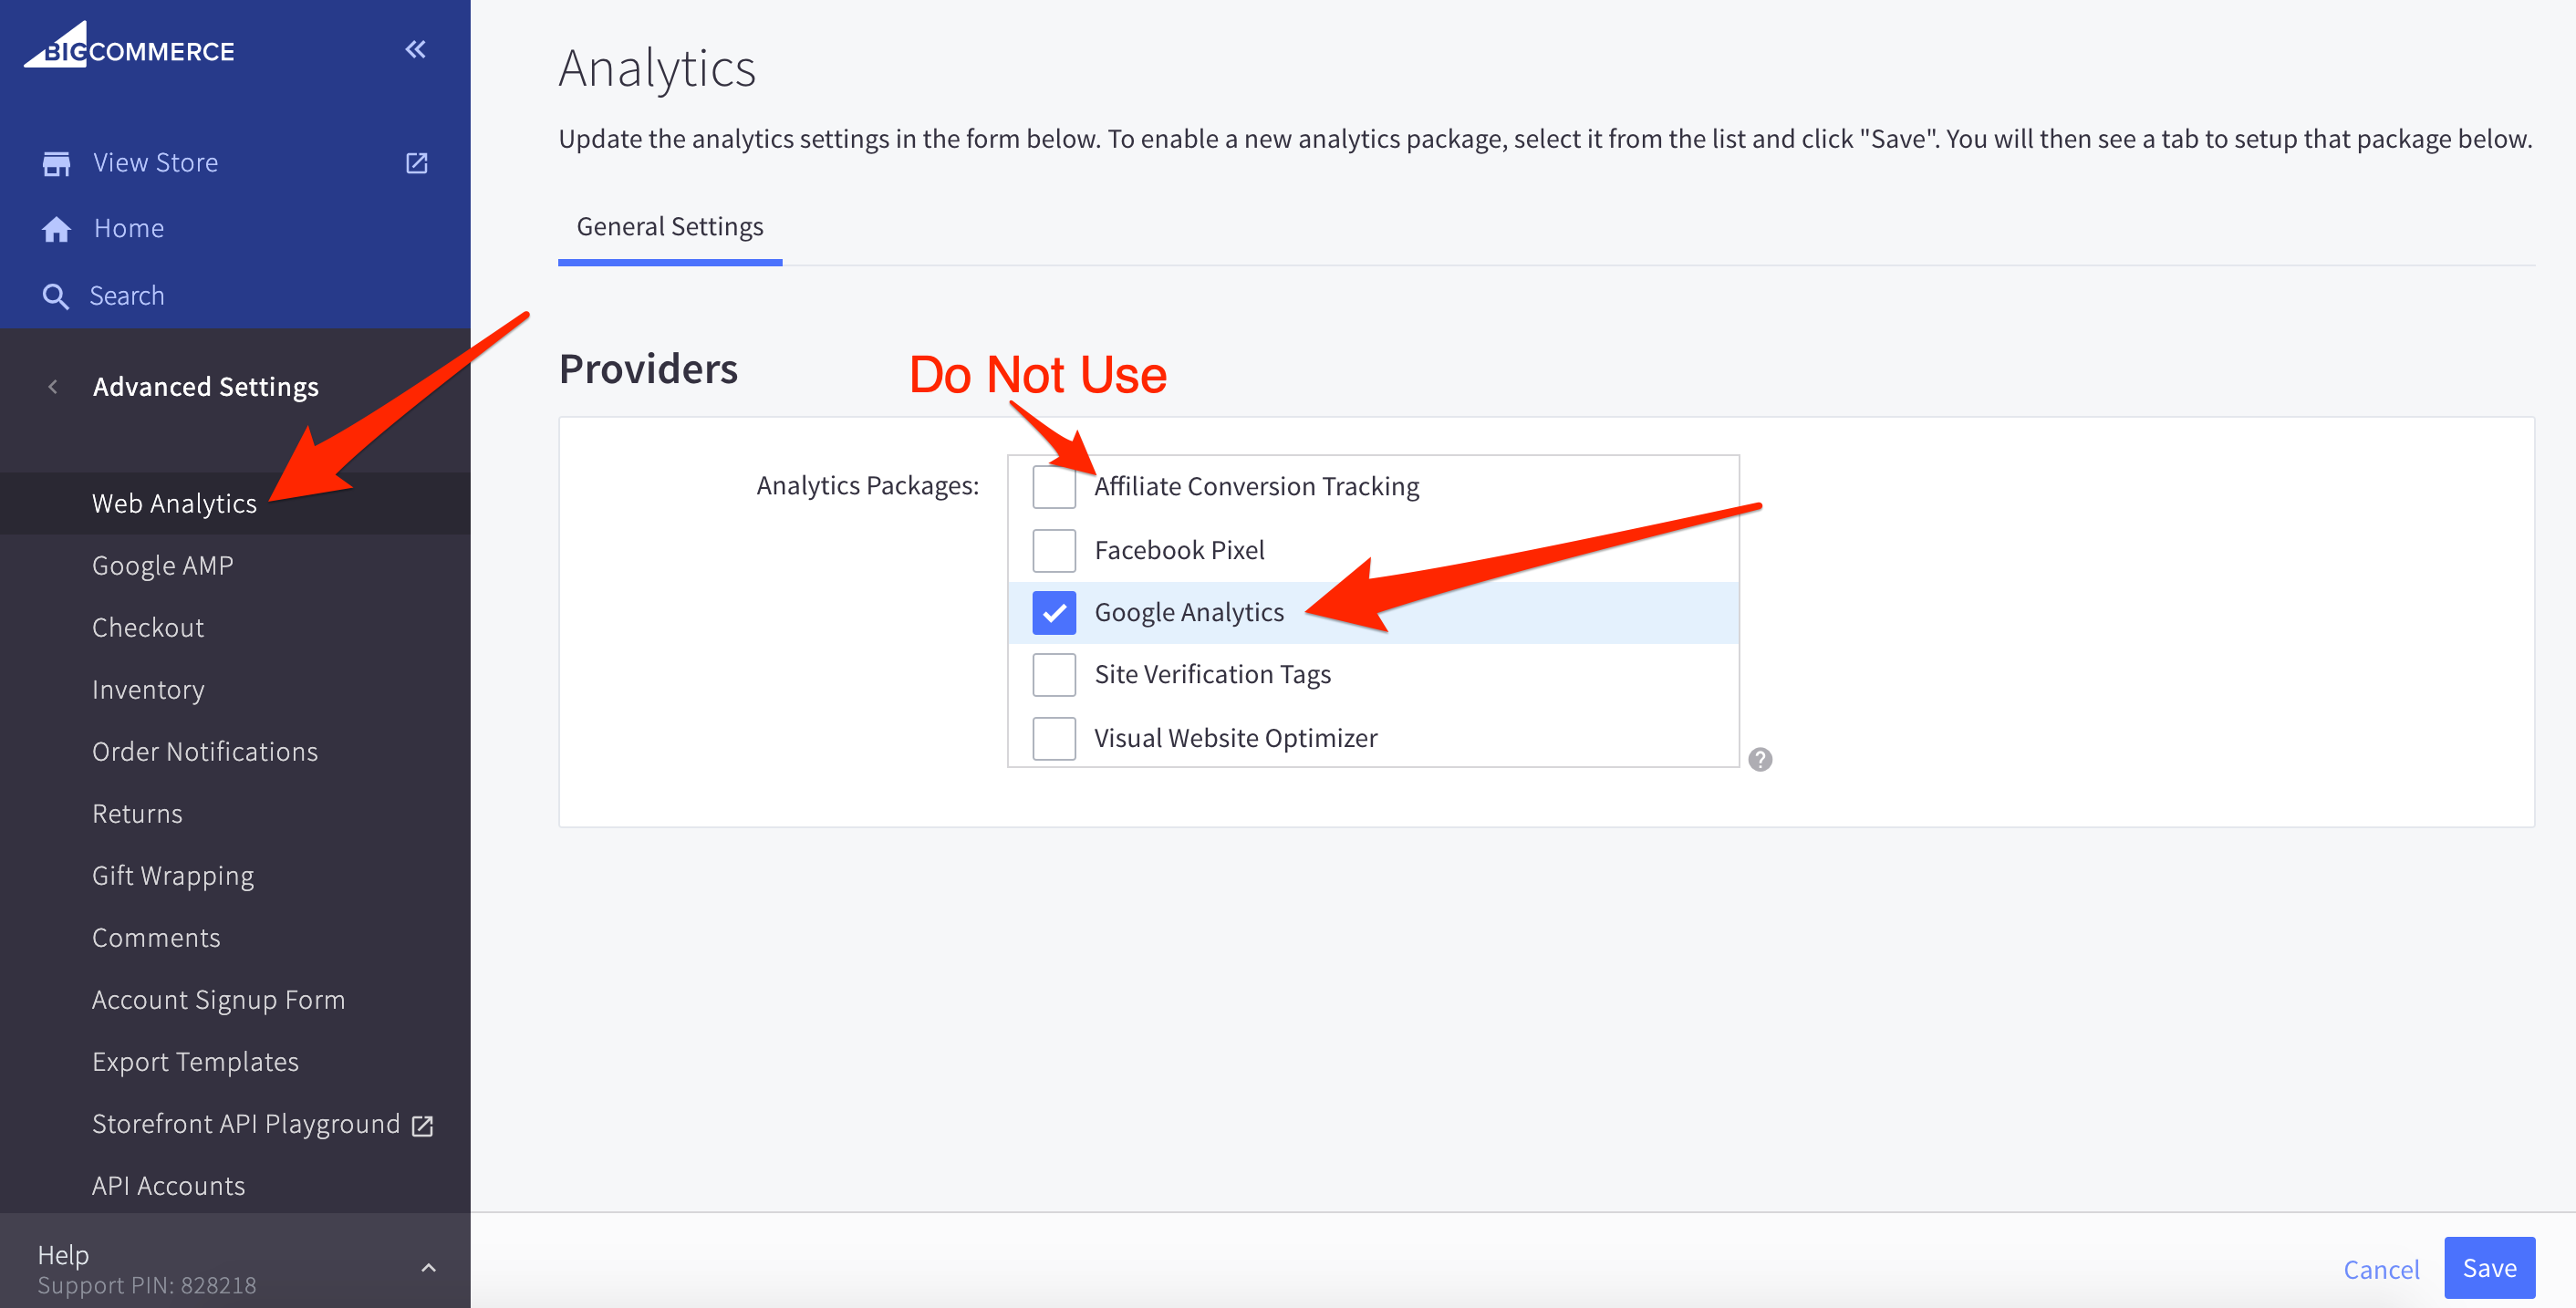 BIGCOMMERCE
View Store
Home
Search
Advanced Settings
Web Analytics
Google AMP
Checkout
Inventory
Order Notifications
Returns
Gift Wrapping
Comments
Account Signup Form
Export Templates
Storefront API Playground
API Accounts
Help
Support PIN: 828218
Analytics
Update the analytics settings in the form below. To enable a new analytics package, select it from the list and click "Save". You will then see a tab to setup that package below.
General Settings
Providers
Do Not Use
Analytics Packages:
Affiliate Conversion Tracking
Facebook Pixel
Google Analytics
Site Verification Tags
Visual Website Optimizer
?
Cancel
Save